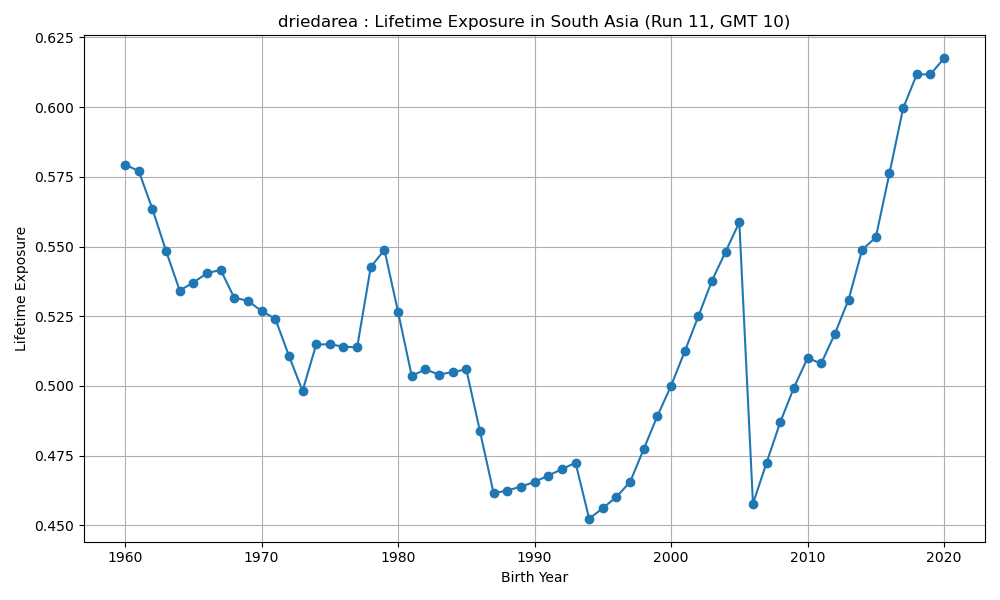 driedarea : Lifetime Exposure in South Asia (Run 11, GMT 10)
Lifetime Exposure
0.625
0.600
0.575
0.550
0.525
0.500
0.475
0.450
1960 1970 1980 1990 2000 2010 2020
Birth Year